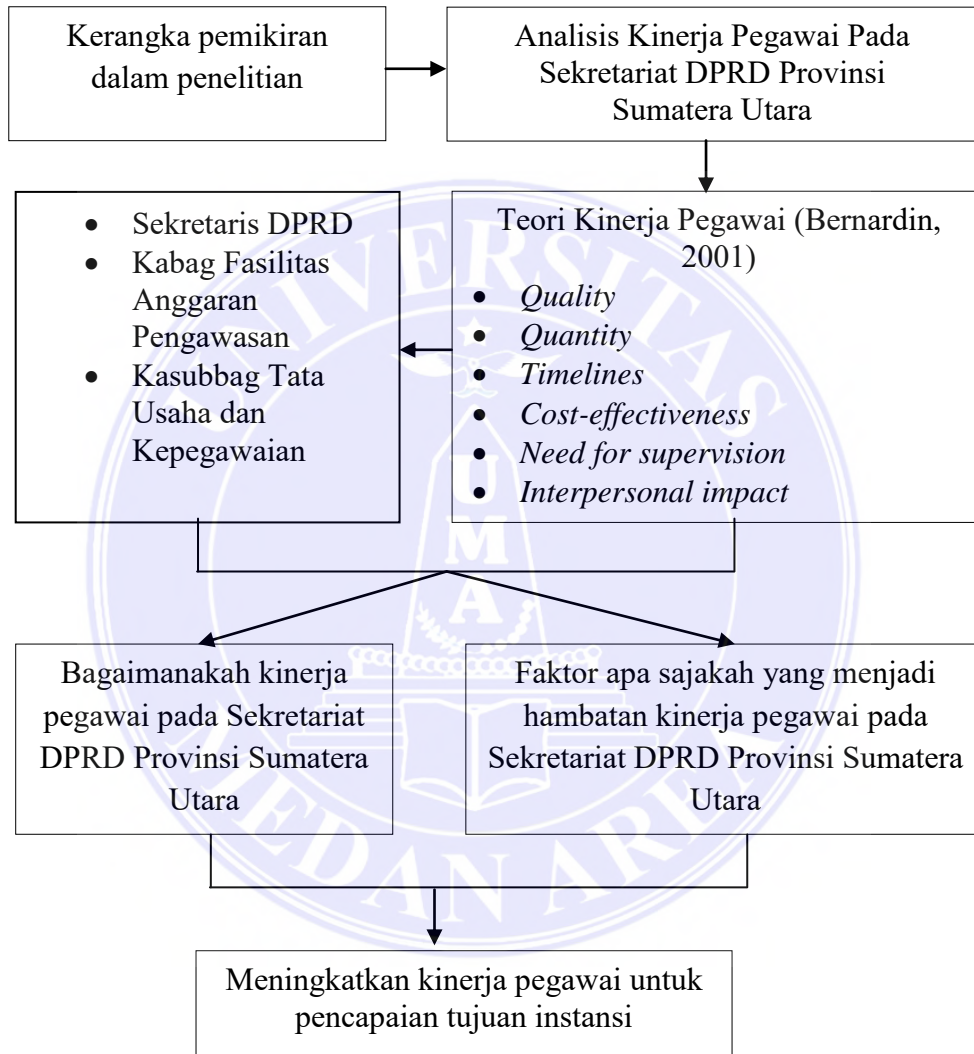 Kerangka pemikiran
dalam penelitian
Analisis Kinerja Pegawai Pada
Sekretariat DPRD Provinsi
Sumatera Utara
• Sekretaris DPRD
• Kabag Fasilitas
Anggaran
Pengawasan
• Kasubbag Tata
Usaha dan
Kepegawaian
Teori Kinerja Pegawai (Bernardin,
2001)
• Quality
• Quantity
• Timelines
• Cost-effectiveness
• Need for supervision
• Interpersonal impact
Bagaimanakah kinerja
pegawai pada Sekretariat
DPRD Provinsi Sumatera
Utara
Faktor apa sajakah yang menjadi
hambatan kinerja pegawai pada
Sekretariat DPRD Provinsi Sumatera
Utara
Meningkatkan kinerja pegawai untuk
pencapaian tujuan instansi
UNIVERSITAS
MEDAN AREA
U
M
A